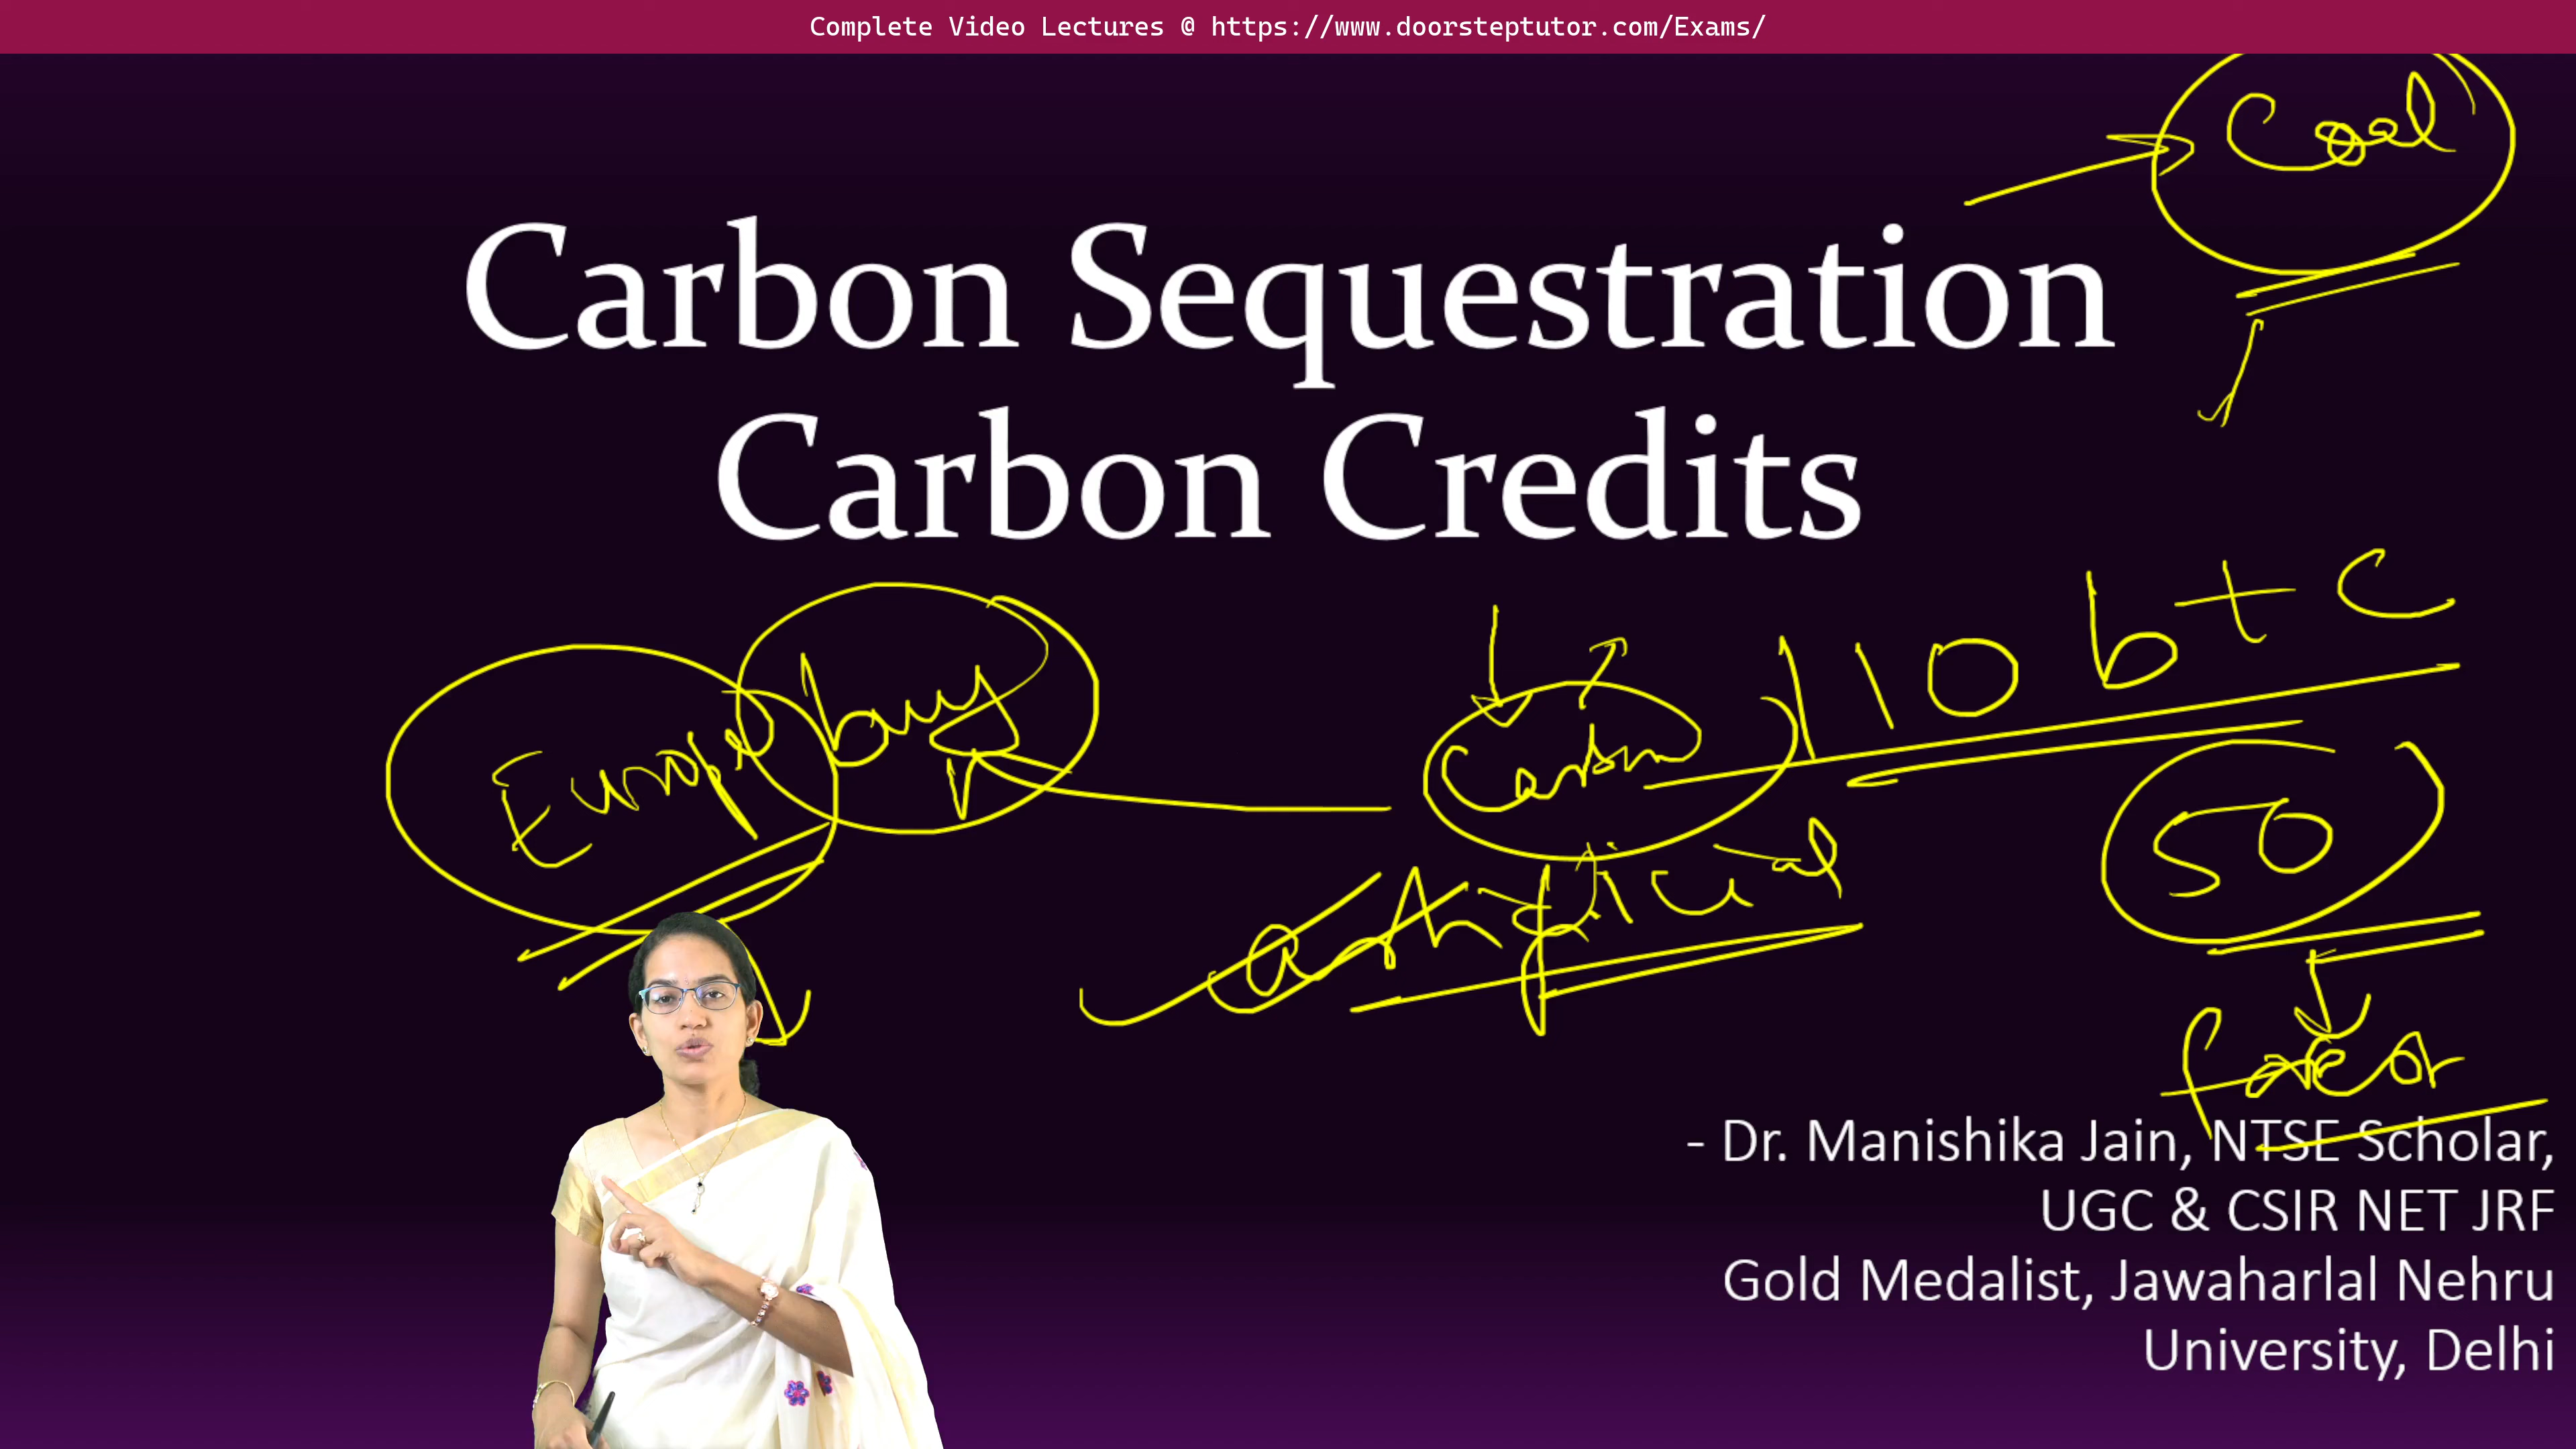 Complete Video Lectures @ https://www.doorsteptutor.com/Exams/
Coal
Carbon Sequestration
Carbon Credits
110 b t C
Europe buy
Carbon
50
artificial
- Dr. Manishika Jain, NTSE Scholar,
UGC & CSIR NET JRF
Gold Medalist, Jawaharlal Nehru
University, Delhi